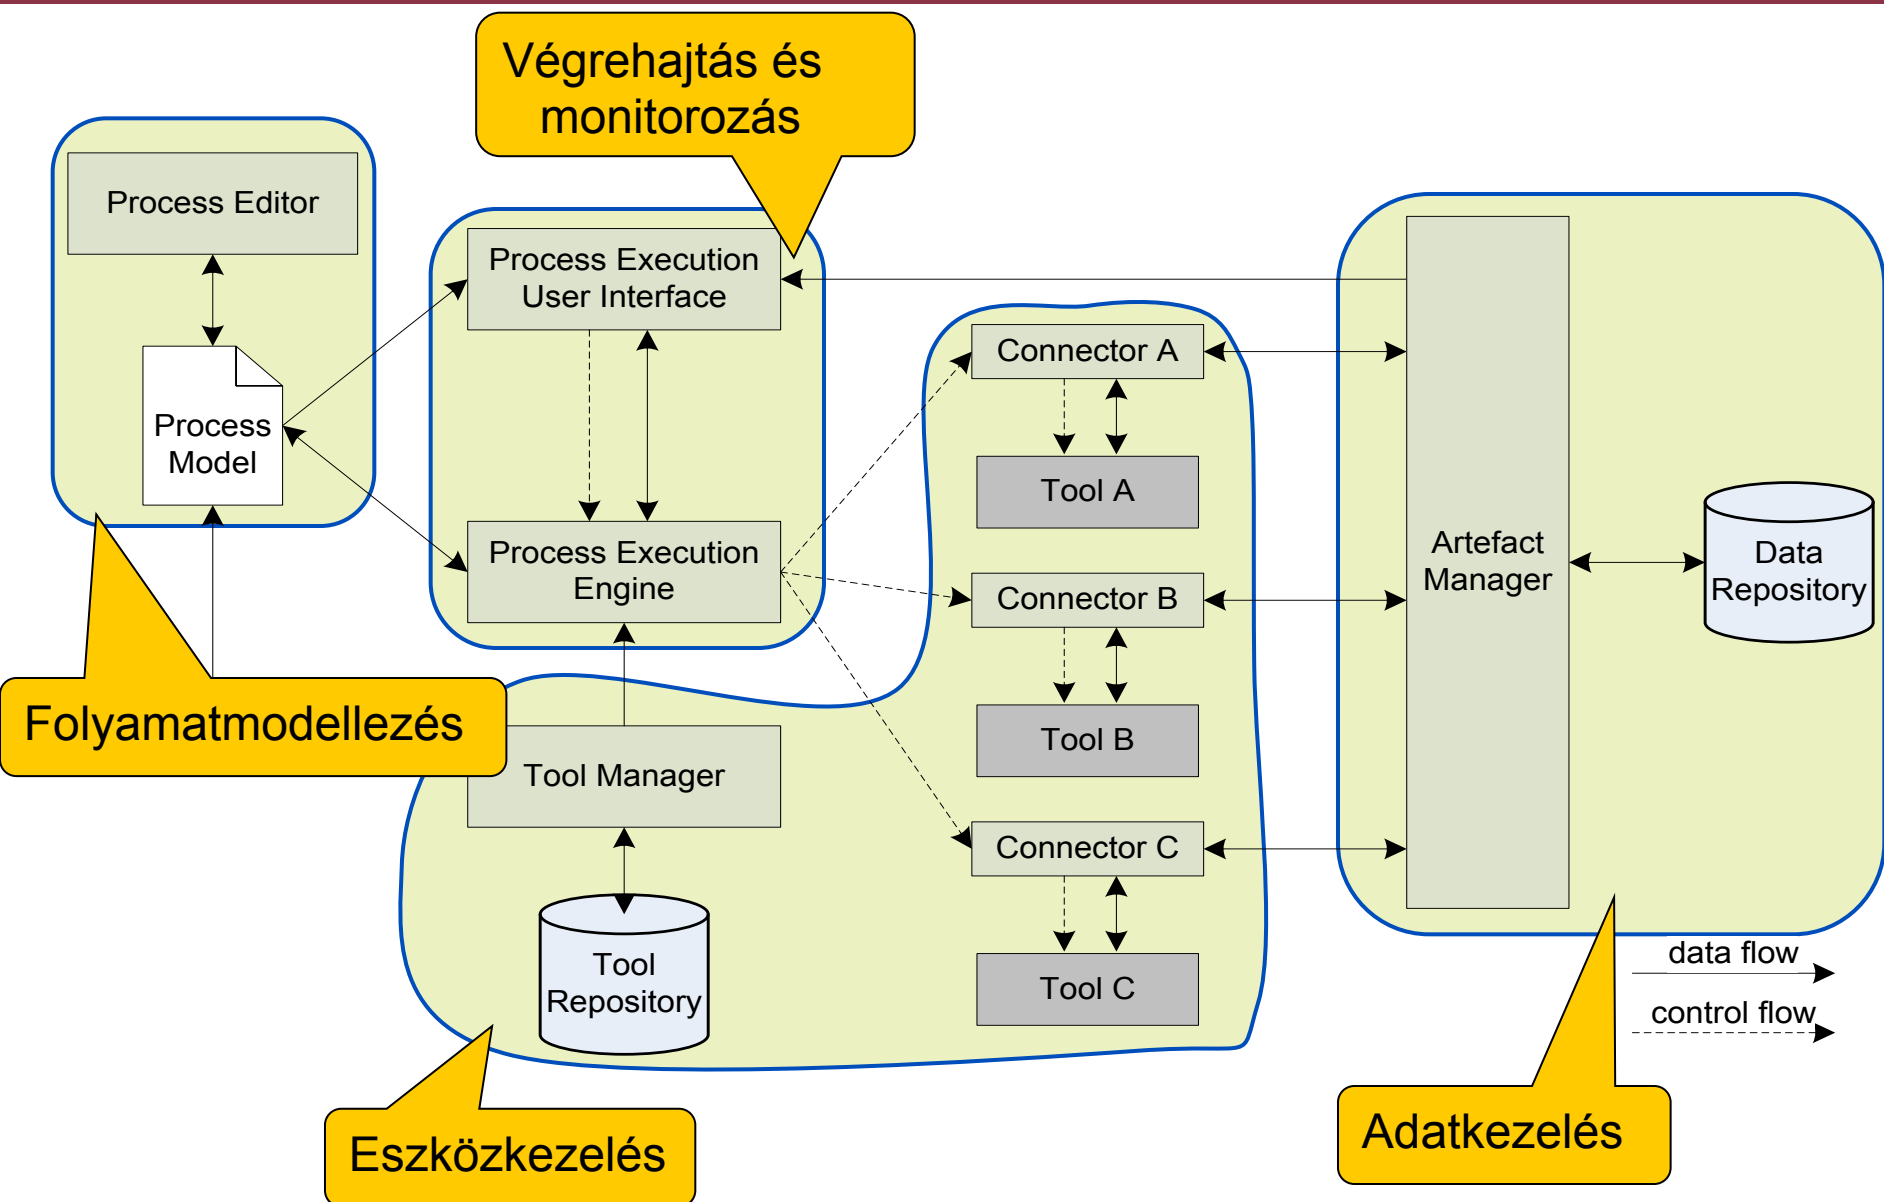 Végrehajtás és
monitorozás
Process Editor
Process
Model
Process Execution
User Interface
Process Execution
Engine
Connector A
Tool A
Connector B
Tool B
Connector C
Tool C
Artefact
Manager
Data
Repository
Folyamatmodellezés
Tool Manager
Tool
Repository
data flow
control flow
Eszközkezelés
Adatkezelés